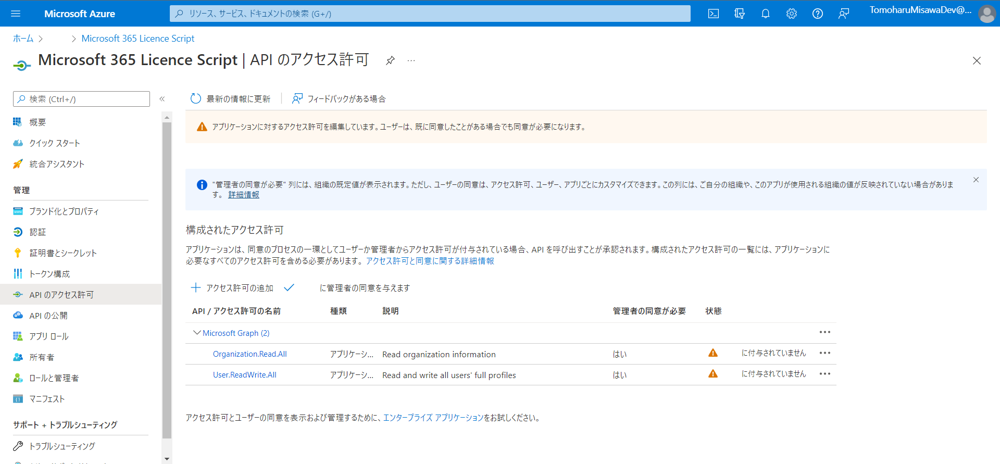 Microsoft Azure
リソース、サービス、ドキュメントの検索 (G+/)
TomoharuMisawaDev@...
ホーム
Microsoft 365 Licence Script
Microsoft 365 Licence Script | API のアクセス許可
...
検索 (Ctrl+/)
«
概要
クイック スタート
統合アシスタント
管理
ブランド化とプロパティ
認証
証明書とシークレット
トークン構成
API のアクセス許可
API の公開
アプリ ロール
所有者
ロールと管理者
マニフェスト
サポート + トラブルシューティング
トラブルシューティング
最新の情報に更新
フィードバックがある場合
アプリケーションに対するアクセス許可を編集しています。ユーザーは、既に同意したことがある場合でも同意が必要になります。
"管理者の同意が必要" 列には、組織の既定値が表示されます。ただし、ユーザーの同意は、アクセス許可、ユーザー、アプリごとにカスタマイズできます。この列には、ご自分の組織や、このアプリが使用される組織の値が反映されていない場合がありま
す。 詳細情報
構成されたアクセス許可
アプリケーションは、同意のプロセスの一環としてユーザーか管理者からアクセス許可が付与されている場合、API を呼び出すことが承認されます。構成されたアクセス許可の一覧には、アプリケーションに
必要なすべてのアクセス許可を含める必要があります。 アクセス許可と同意に関する詳細情報
アクセス許可の追加 に管理者の同意を与えます
API / アクセス許可の名前 種類 説明 管理者の同意が必要 状態
Microsoft Graph (2)
Organization.Read.All アプリケーシ... Read organization information はい に付与されていません
User.ReadWrite.All アプリケーシ... Read and write all users' full profiles はい に付与されていません
アクセス許可とユーザーの同意を表示および管理するために、エンタープライズ アプリケーションをお試しください。